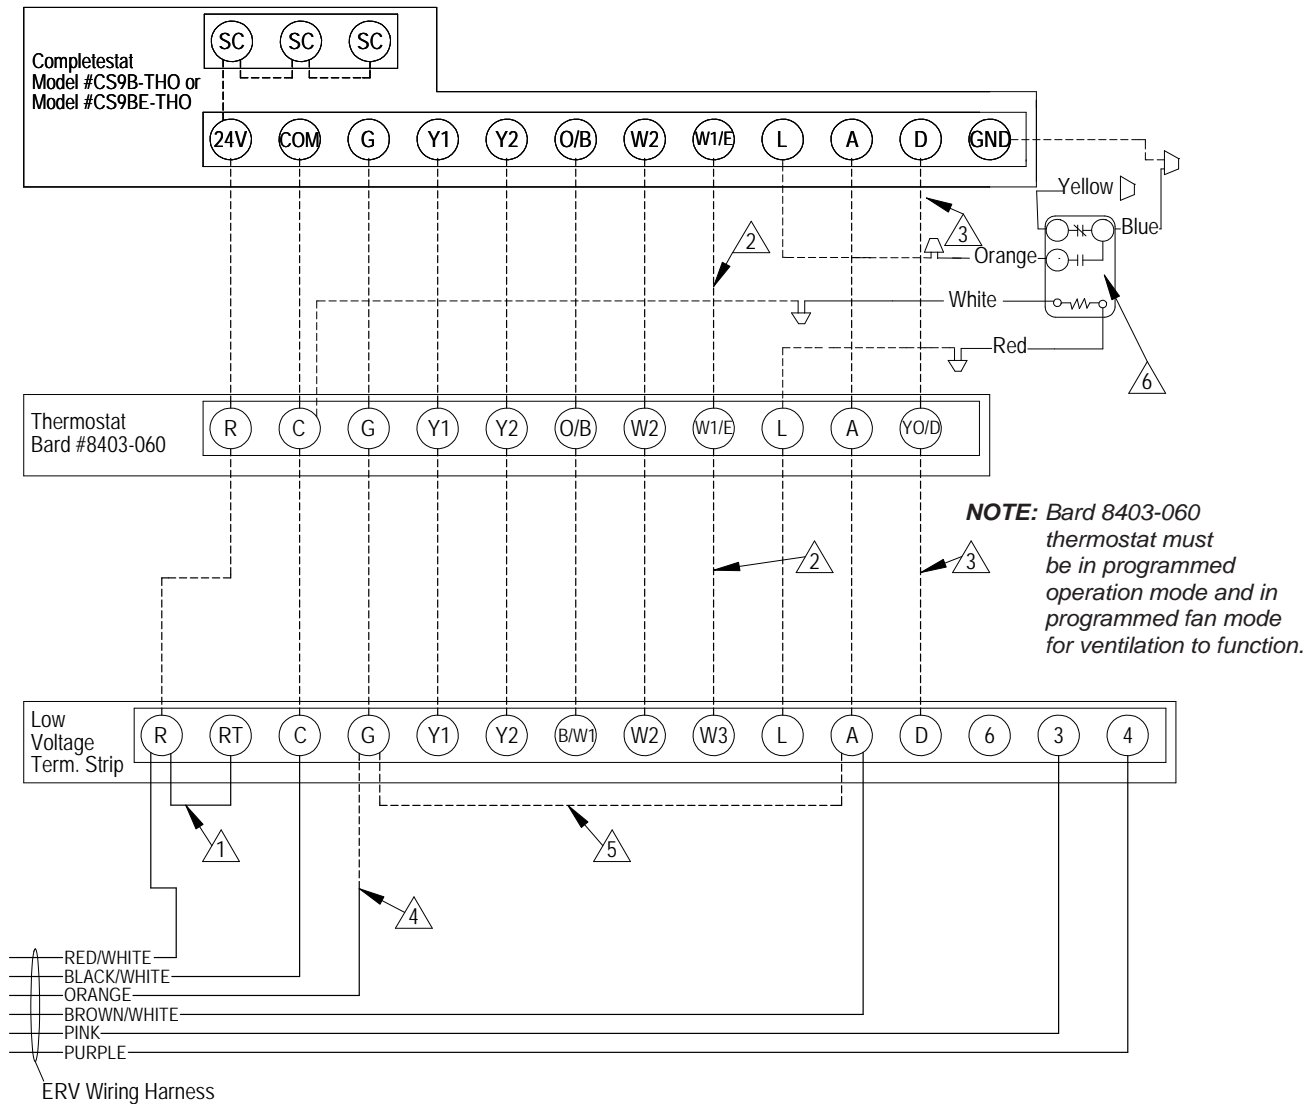 SC SC SC
Completestat
Model #CS9B-THO or
Model #CS9BE-THO
24V COM G Y1 Y2 O/B W2 W1/E L A D GND
Yellow
Blue
3
2
Orange
White
Red
6
Thermostat
Bard #8403-060
R C G Y1 Y2 O/B W2 W1/E L A YO/D
NOTE: Bard 8403-060
thermostat must
be in programmed
operation mode and in
programmed fan mode
for ventilation to function.
2
3
Low
Voltage
Term. Strip
R RT C G Y1 Y2 B/W1 W2 W3 L A D 6 3 4
1
5
4
RED/WHITE
BLACK/WHITE
ORANGE
BROWN/WHITE
PINK
PURPLE
ERV Wiring Harness